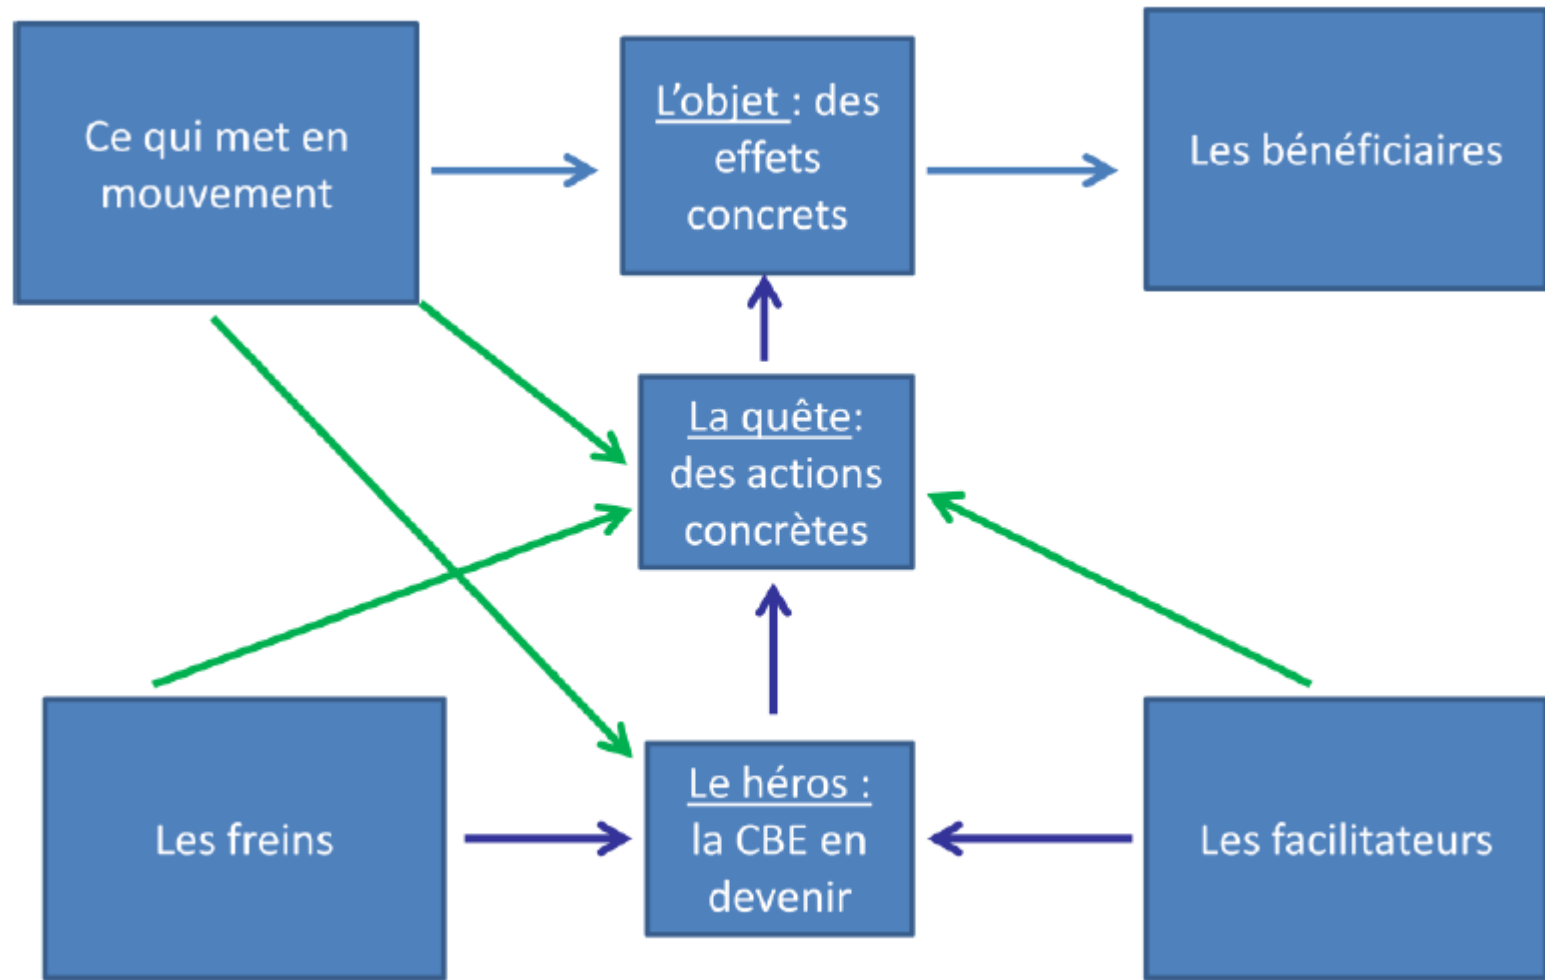 Ce qui met en
mouvement
L’objet : des
effets
concrets
Les bénéficiaires
La quête:
des actions
concrètes
Les freins
Le héros :
la CBE en
devenir
Les facilitateurs